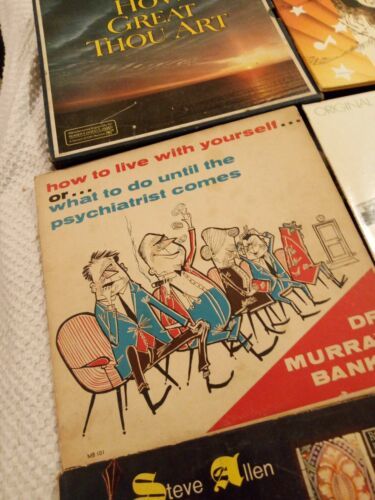 How
GREAT
THOU ART
ORIGINAL
how to live with yourself...
or...
what to do until the
psychiatrist comes
DR
MURRA
BANK
MB 101
Steve Allen